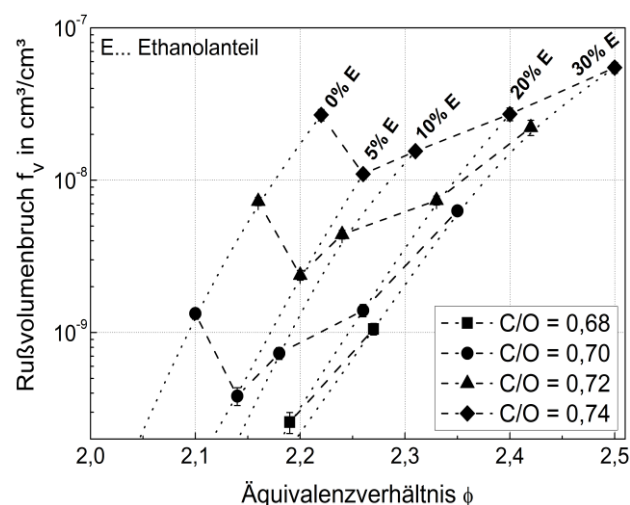 E... Ethanolanteil
0% E
5% E
10% E
20% E
30% E
Rußvolumenbruch f_v in cm³/cm³
10⁻⁷
10⁻⁸
10⁻⁹
C/O = 0,68
C/O = 0,70
C/O = 0,72
C/O = 0,74
2,0 2,1 2,2 2,3 2,4 2,5
Äquivalenzverhältnis ϕ